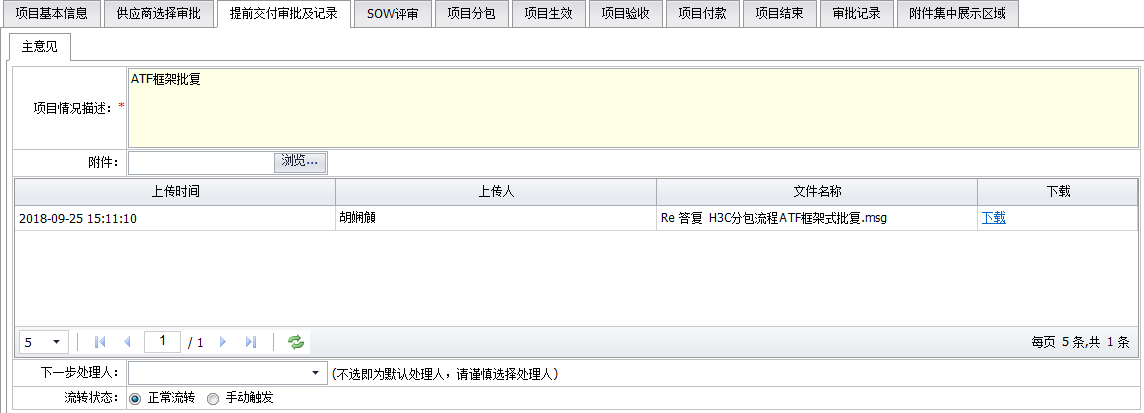 项目基本信息 供应商选择审批 提前交付审批及记录 SOW评审 项目分包 项目生效 项目验收 项目付款 项目结束 审批记录 附件集中展示区域
主意见
ATF框架批复
项目情况描述：*
附件： 浏览...
上传时间 上传人 文件名称 下载
2018-09-25 15:11:10 胡娴颿 Re 答复 H3C分包流程ATF框架式批复.msg 下载
5 1 / 1 每页 5 条,共 1 条
下一步处理人： (不选即为默认处理人，请谨慎选择处理人)
流转状态： 正常流转 手动触发